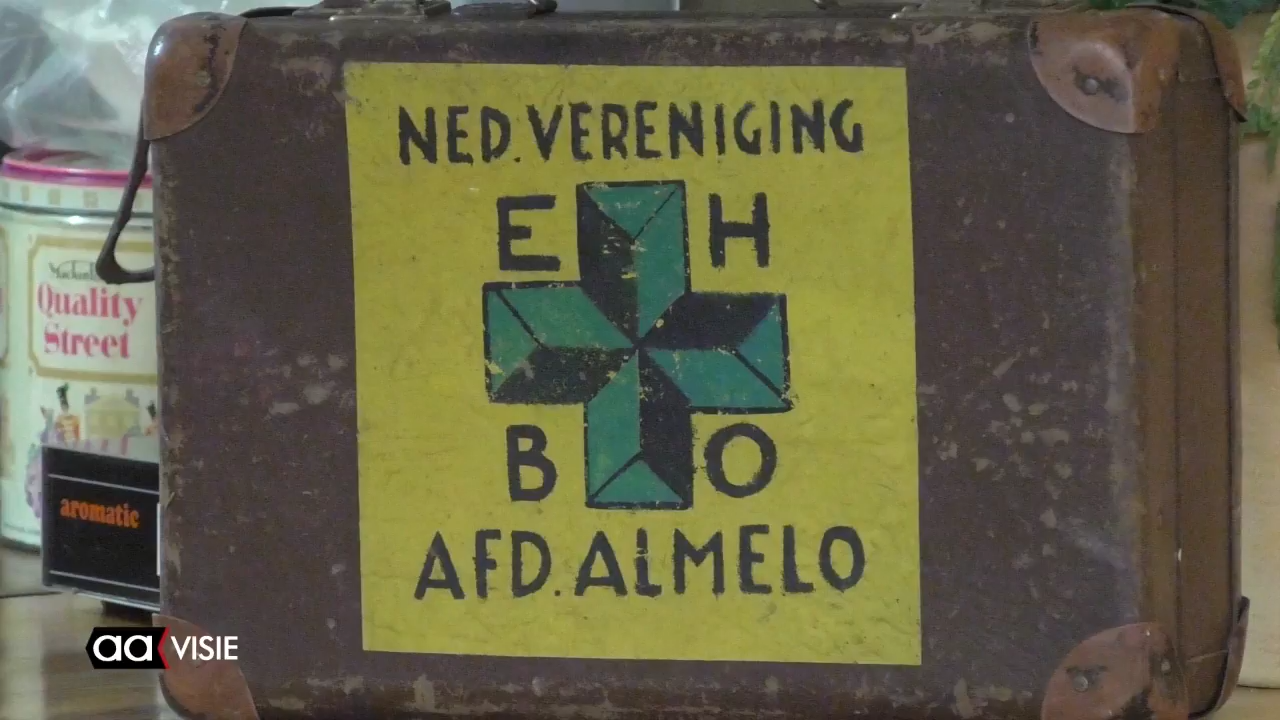 NED. VERENIGING
E H
B O
AFD. ALMELO
Quality
Street
aromatic
aa VISIE